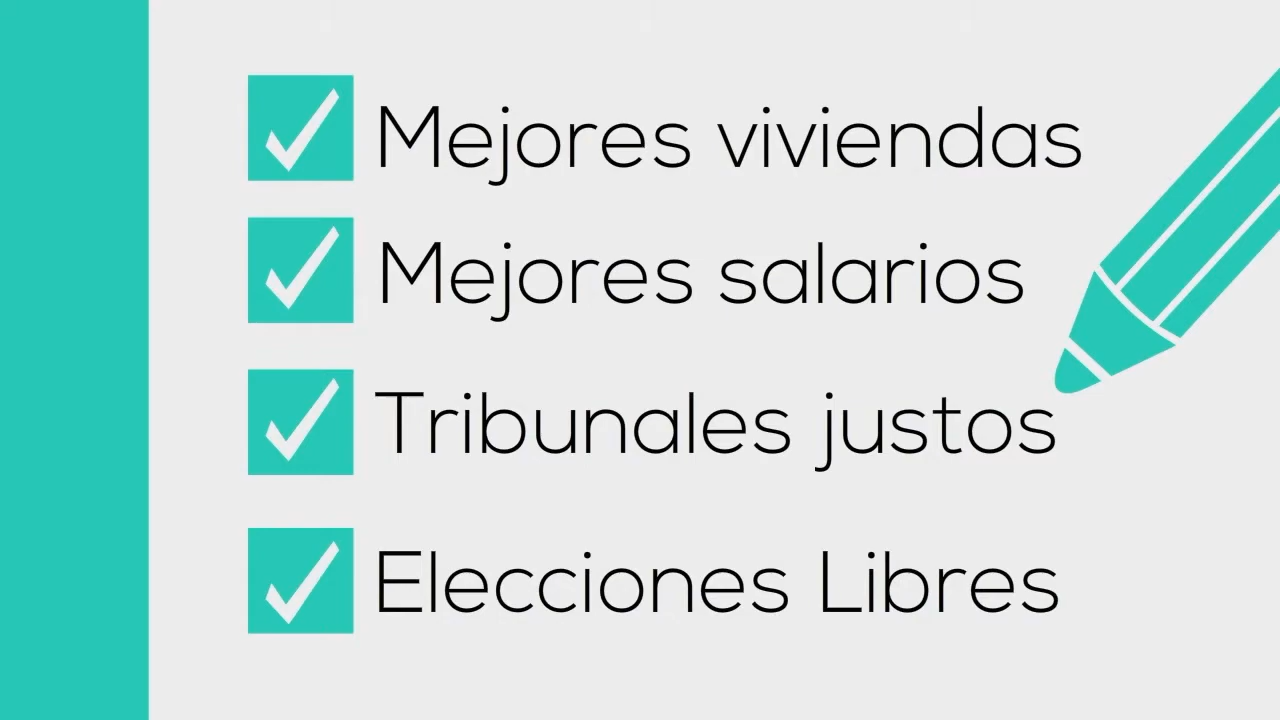 Mejores viviendas
Mejores salarios
Tribunales justos
Elecciones Libres